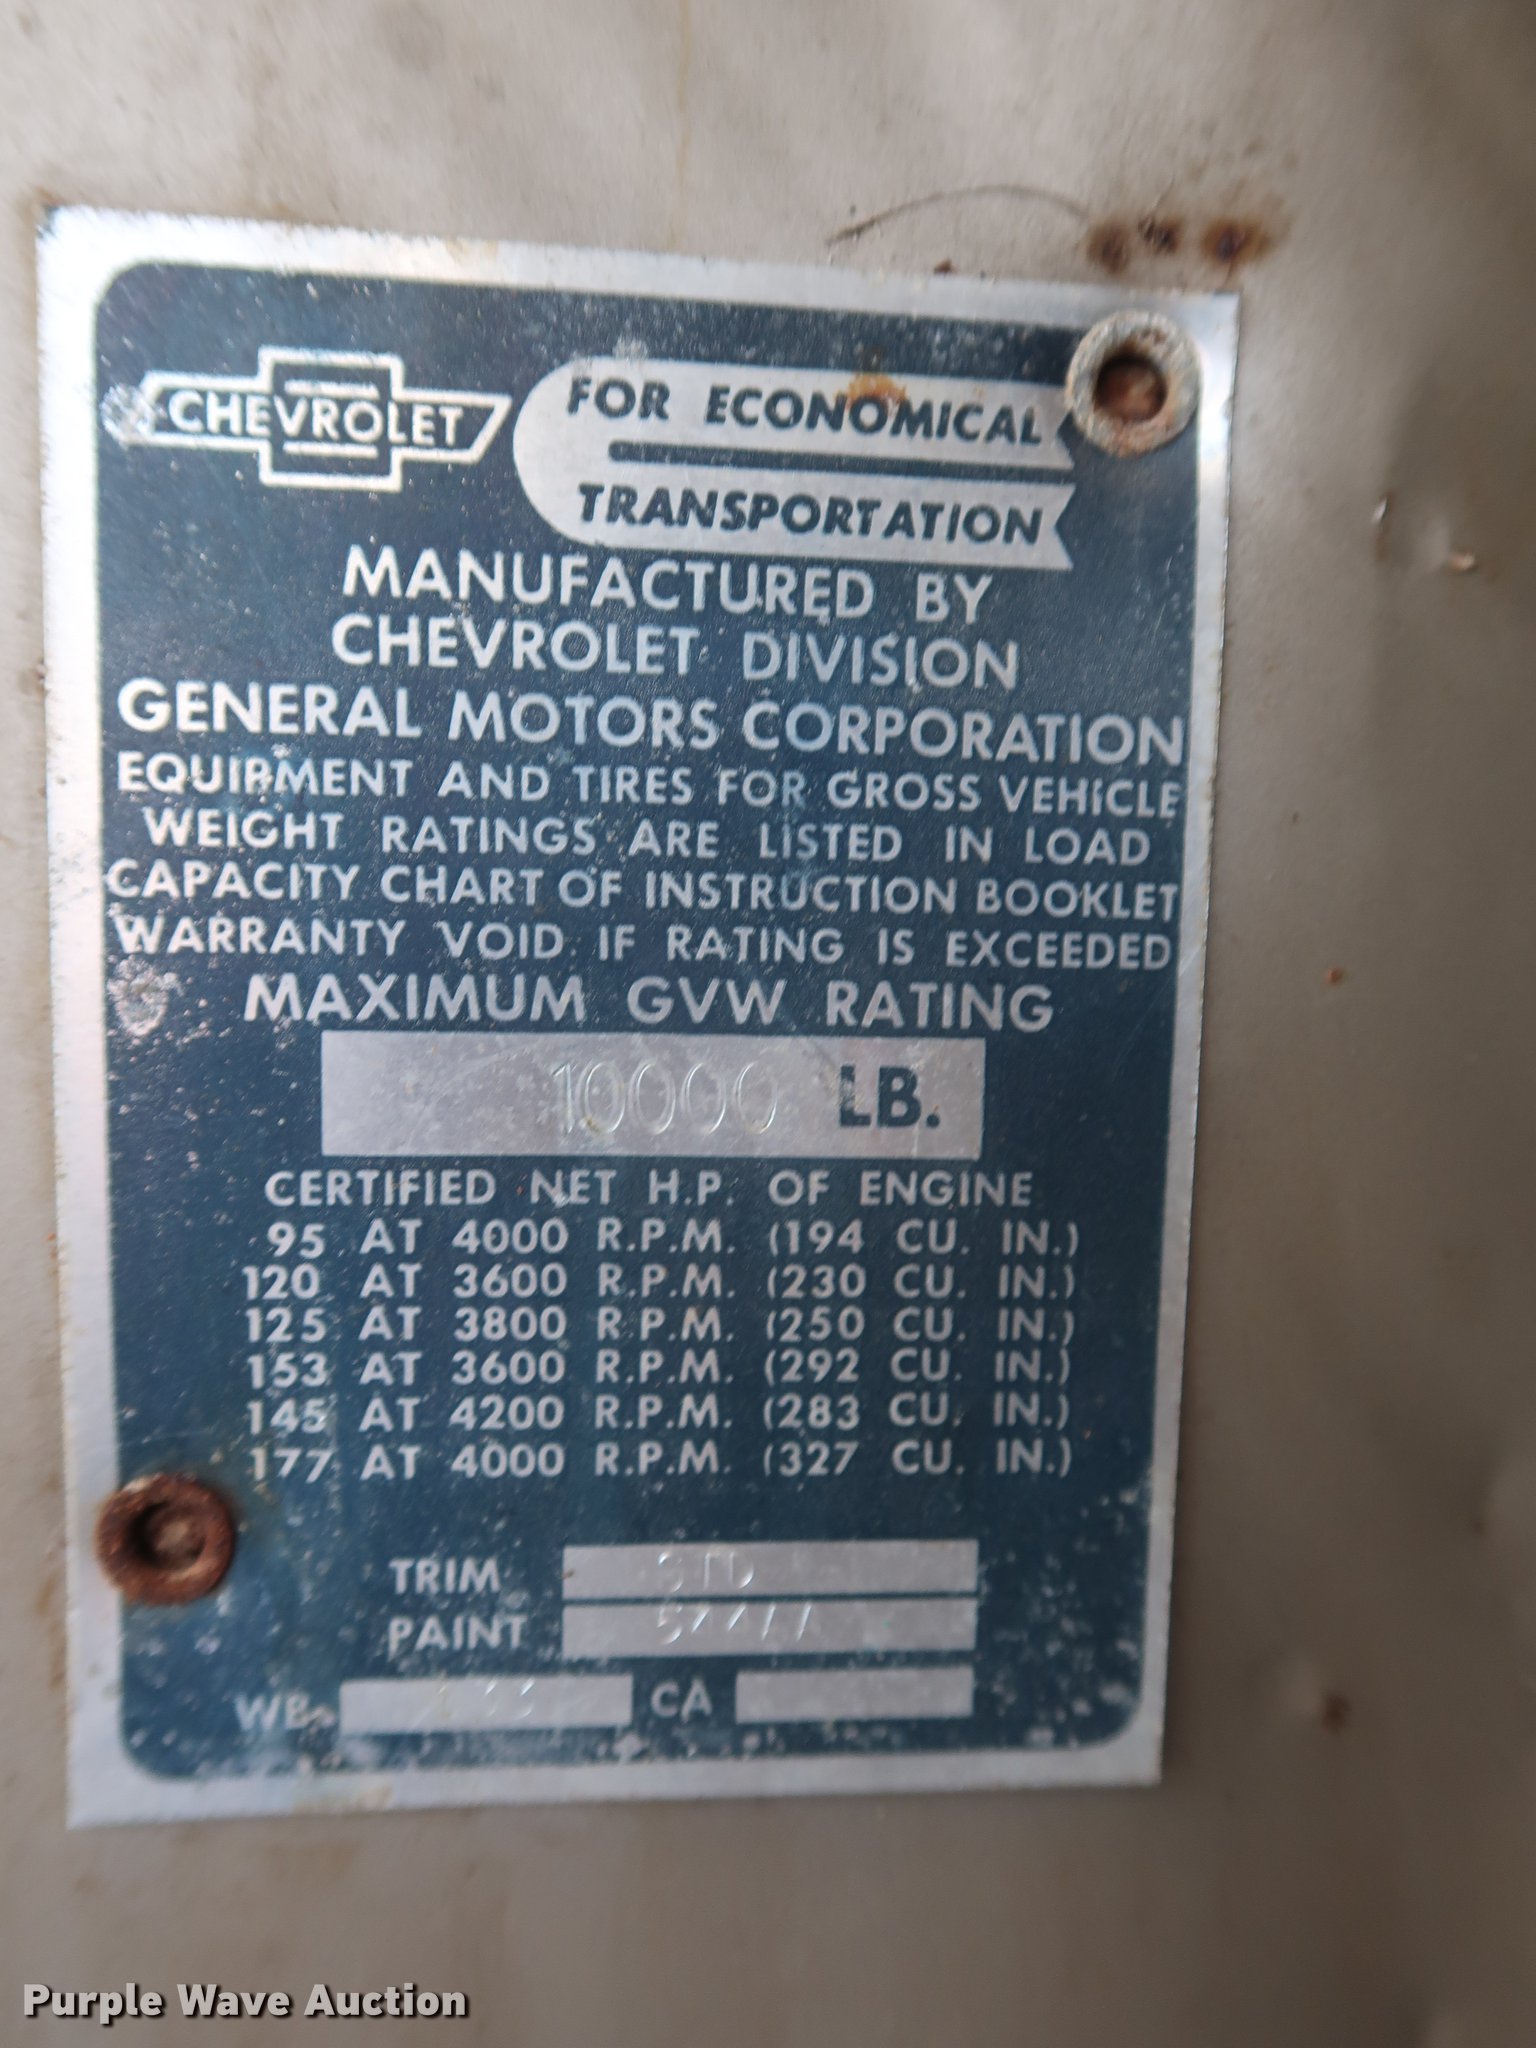 CHEVROLET
FOR ECONOMICAL
TRANSPORTATION
MANUFACTURED BY
CHEVROLET DIVISION
GENERAL MOTORS CORPORATION
EQUIPMENT AND TIRES FOR GROSS VEHICLE
WEIGHT RATINGS ARE LISTED IN LOAD
CAPACITY CHART OF INSTRUCTION BOOKLET
WARRANTY VOID IF RATING IS EXCEEDED
MAXIMUM GVW RATING
10000 LB.
CERTIFIED NET H.P. OF ENGINE
95 AT 4000 R.P.M. (194 CU. IN.)
120 AT 3600 R.P.M. (230 CU. IN.)
125 AT 3800 R.P.M. (250 CU. IN.)
153 AT 3600 R.P.M. (292 CU. IN.)
145 AT 4200 R.P.M. (283 CU. IN.)
177 AT 4000 R.P.M. (327 CU. IN.)
TRIM STD
PAINT
WB CA
Purple Wave Auction